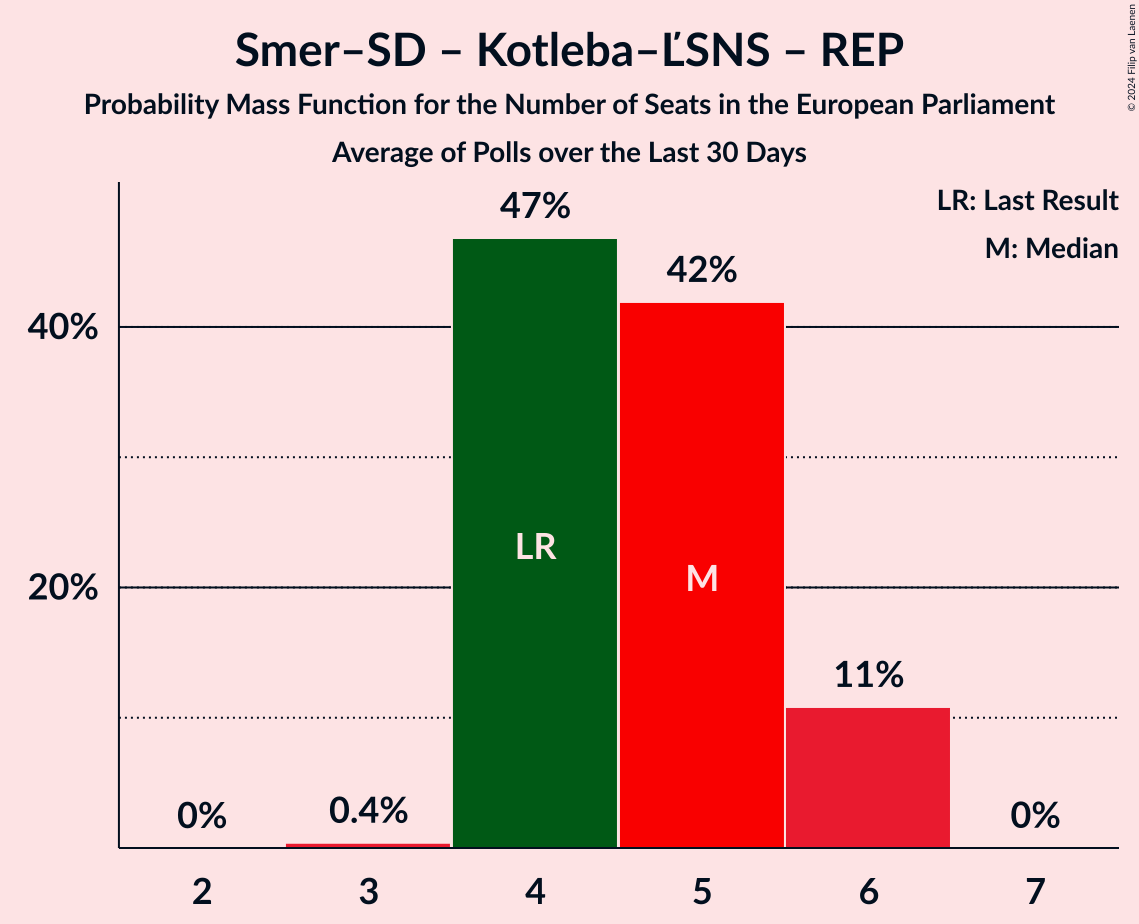 Smer–SD – Kotleba–ĽSNS – REP
Probability Mass Function for the Number of Seats in the European Parliament
Average of Polls over the Last 30 Days
© 2024 Filip van Laenen
LR: Last Result
M: Median
47%
42%
40%
LR
M
20%
11%
0%
0.4%
0%
2
3
4
5
6
7